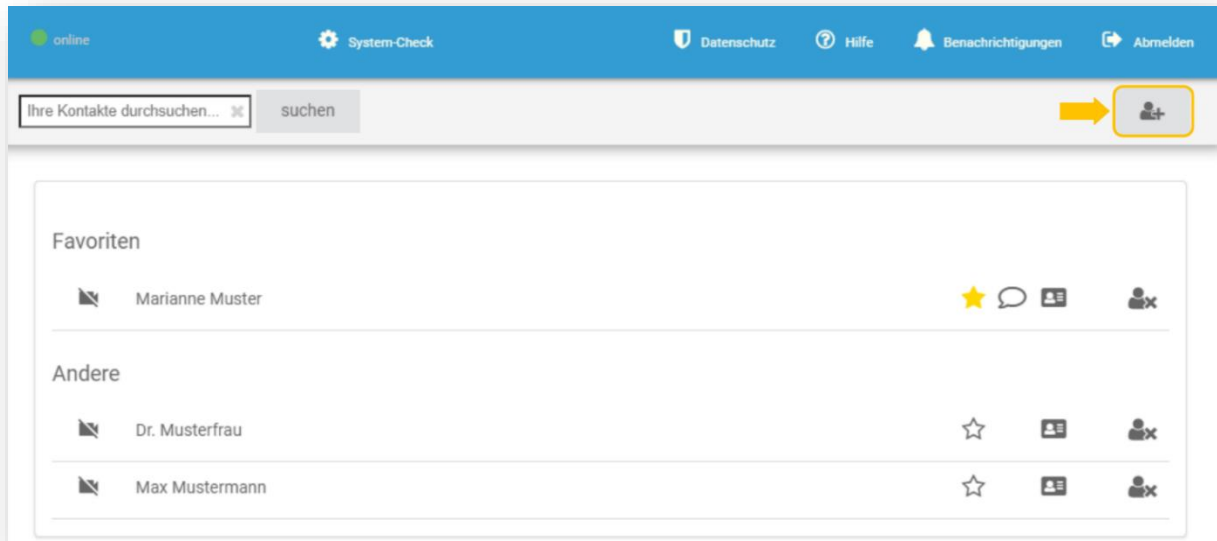 online System-Check Datenschutz Hilfe Benachrichtigungen Abmelden
Ihre Kontakte durchsuchen... suchen
Favoriten
Marianne Muster
Andere
Dr. Musterfrau
Max Mustermann